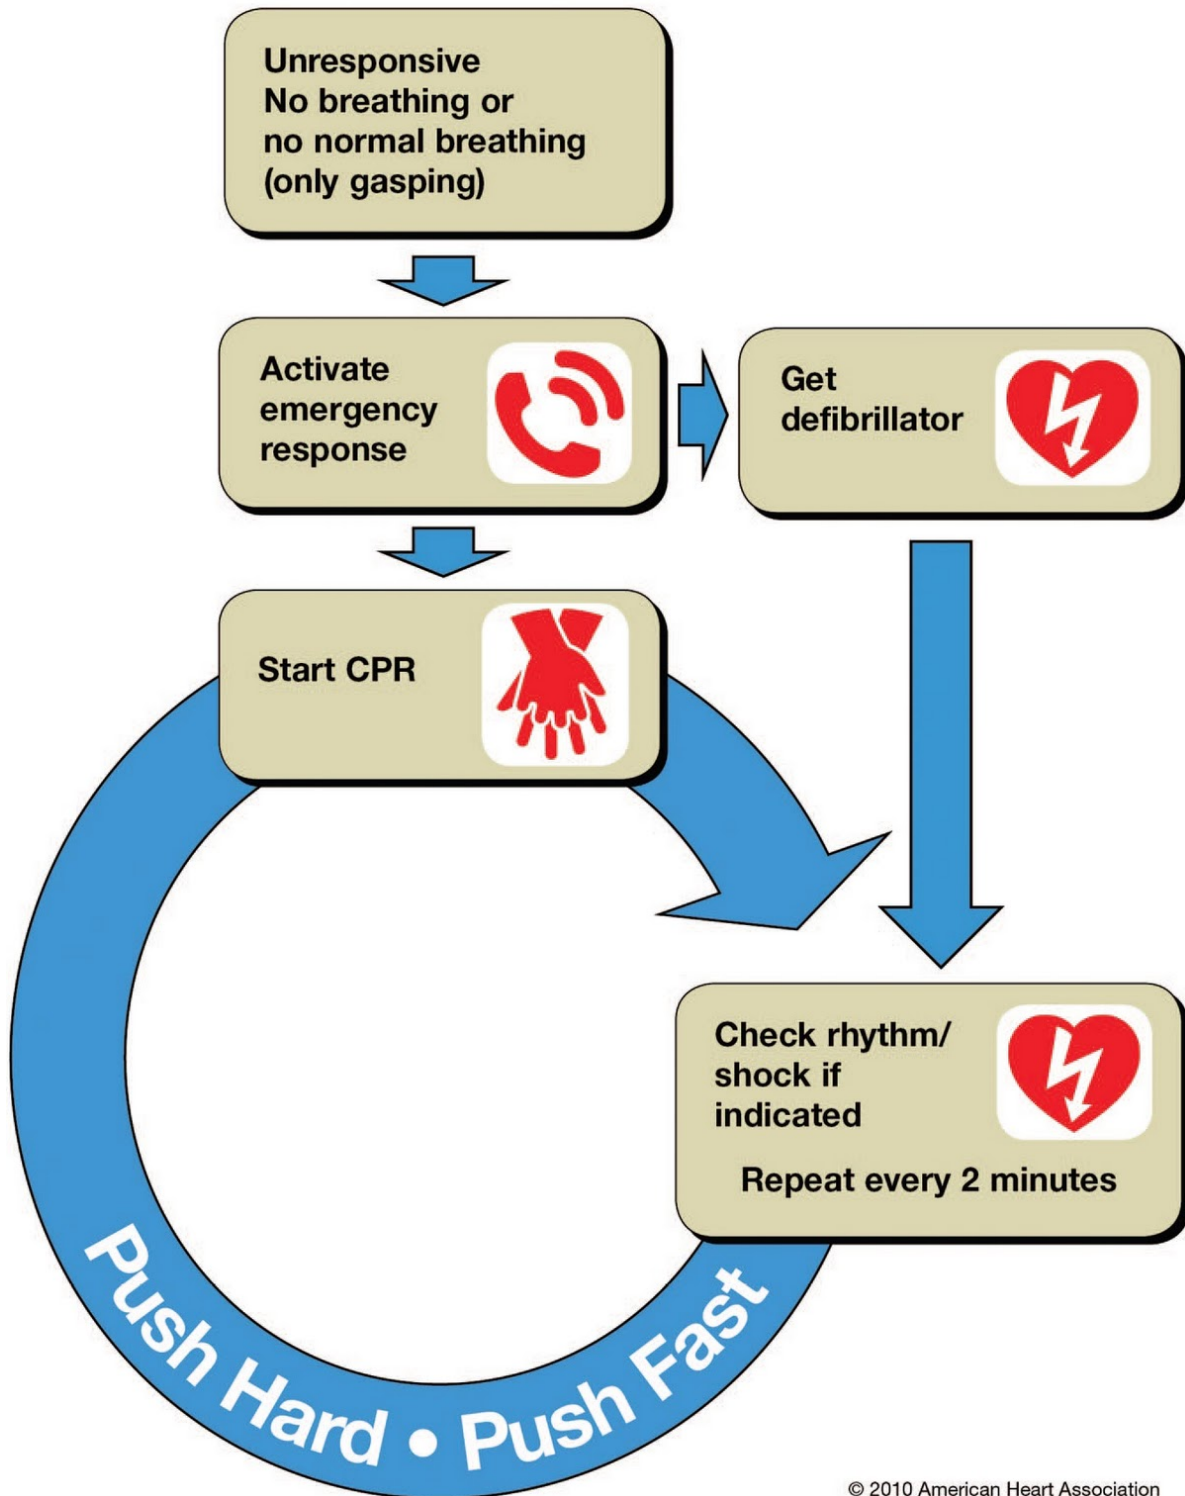 Unresponsive
No breathing or
no normal breathing
(only gasping)
Activate
emergency
response
Get
defibrillator
Start CPR
Check rhythm/
shock if
indicated
Repeat every 2 minutes
Push Hard • Push Fast
© 2010 American Heart Association